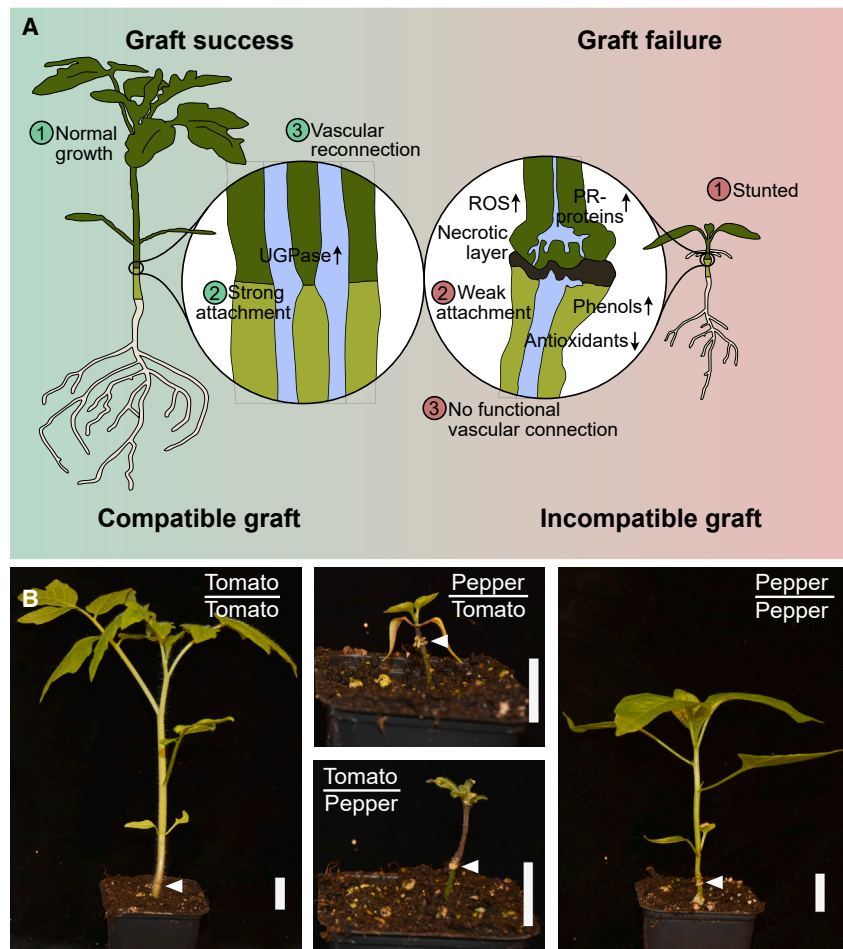 A
Graft success
Graft failure
1 Normal
growth
3 Vascular
reconnection
UGPase↑
2 Strong
attachment
ROS↑
PR-
proteins↑
Necrotic
layer
2 Weak
attachment
Phenols↑
Antioxidants↓
1 Stunted
3 No functional
vascular connection
Compatible graft
Incompatible graft
B
Tomato
Tomato
Pepper
Tomato
Tomato
Pepper
Pepper
Pepper